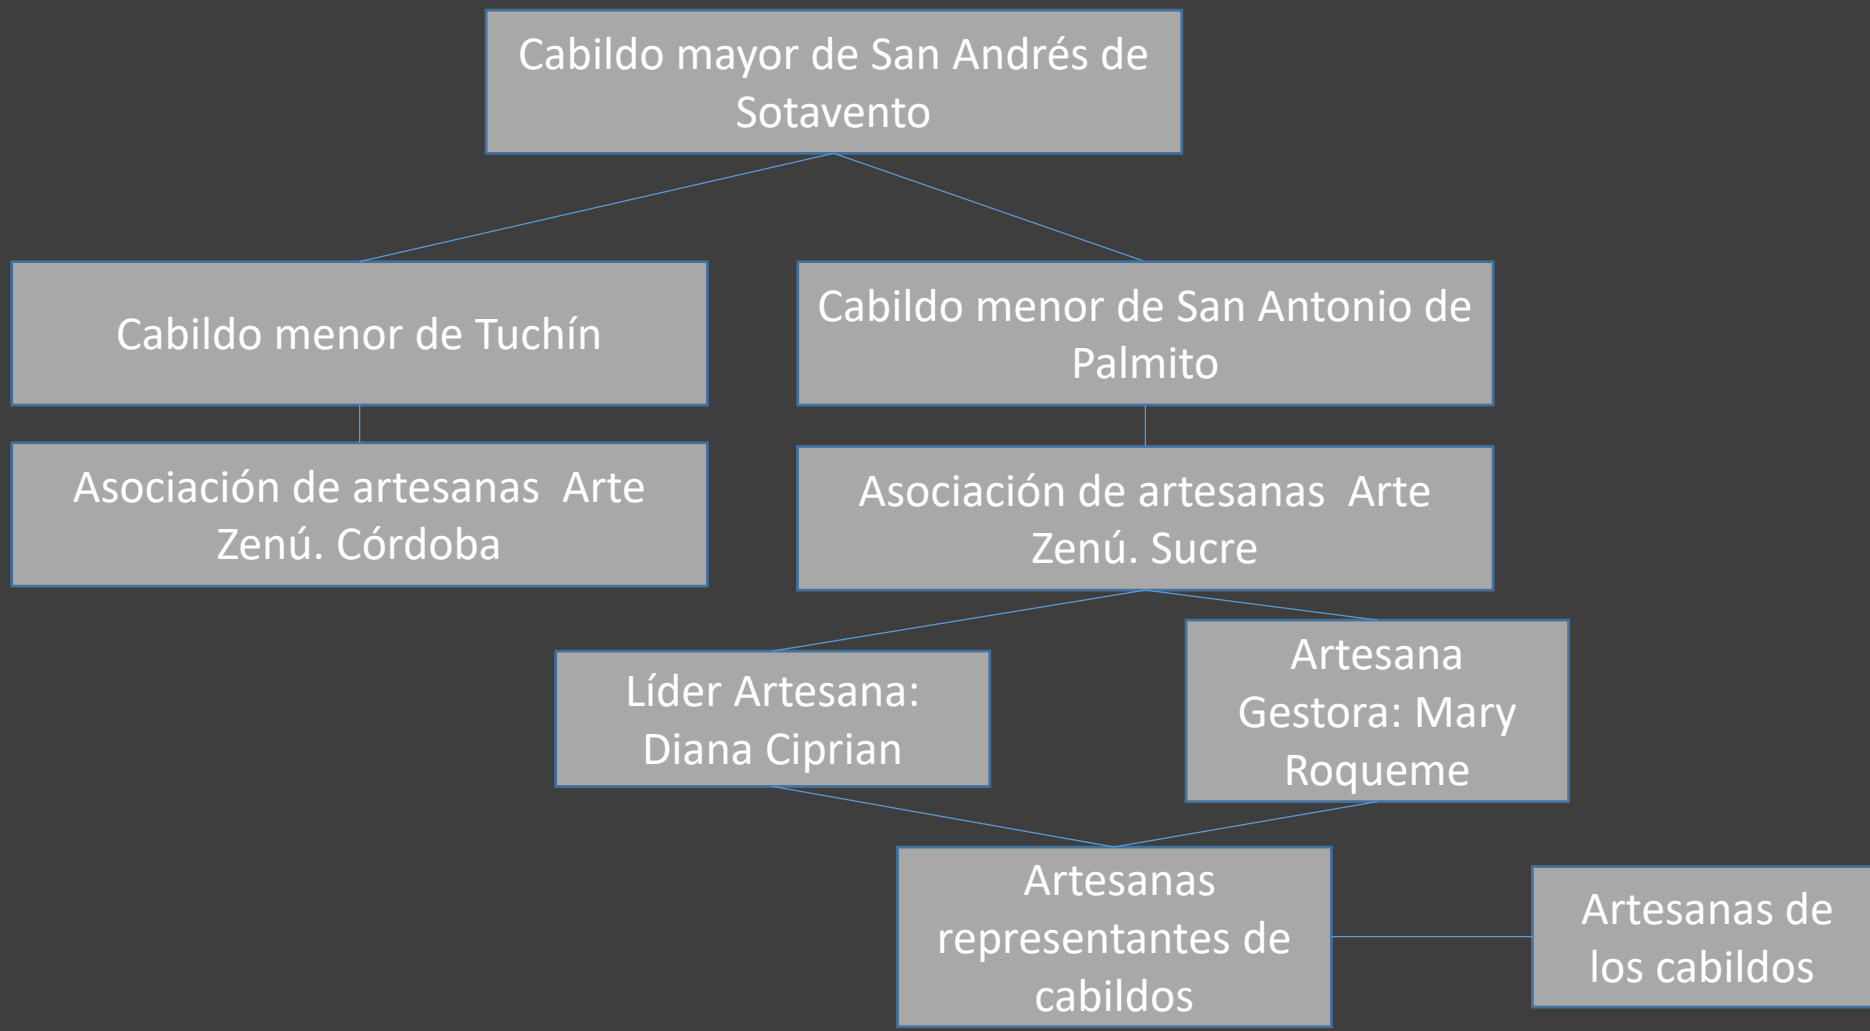 Cabildo mayor de San Andrés de
Sotavento
Cabildo menor de Tuchín
Cabildo menor de San Antonio de
Palmito
Asociación de artesanas  Arte
Zenú. Córdoba
Asociación de artesanas  Arte
Zenú. Sucre
Líder Artesana:
Diana Ciprian
Artesana
Gestora: Mary
Roqueme
Artesanas
representantes de
cabildos
Artesanas de
los cabildos